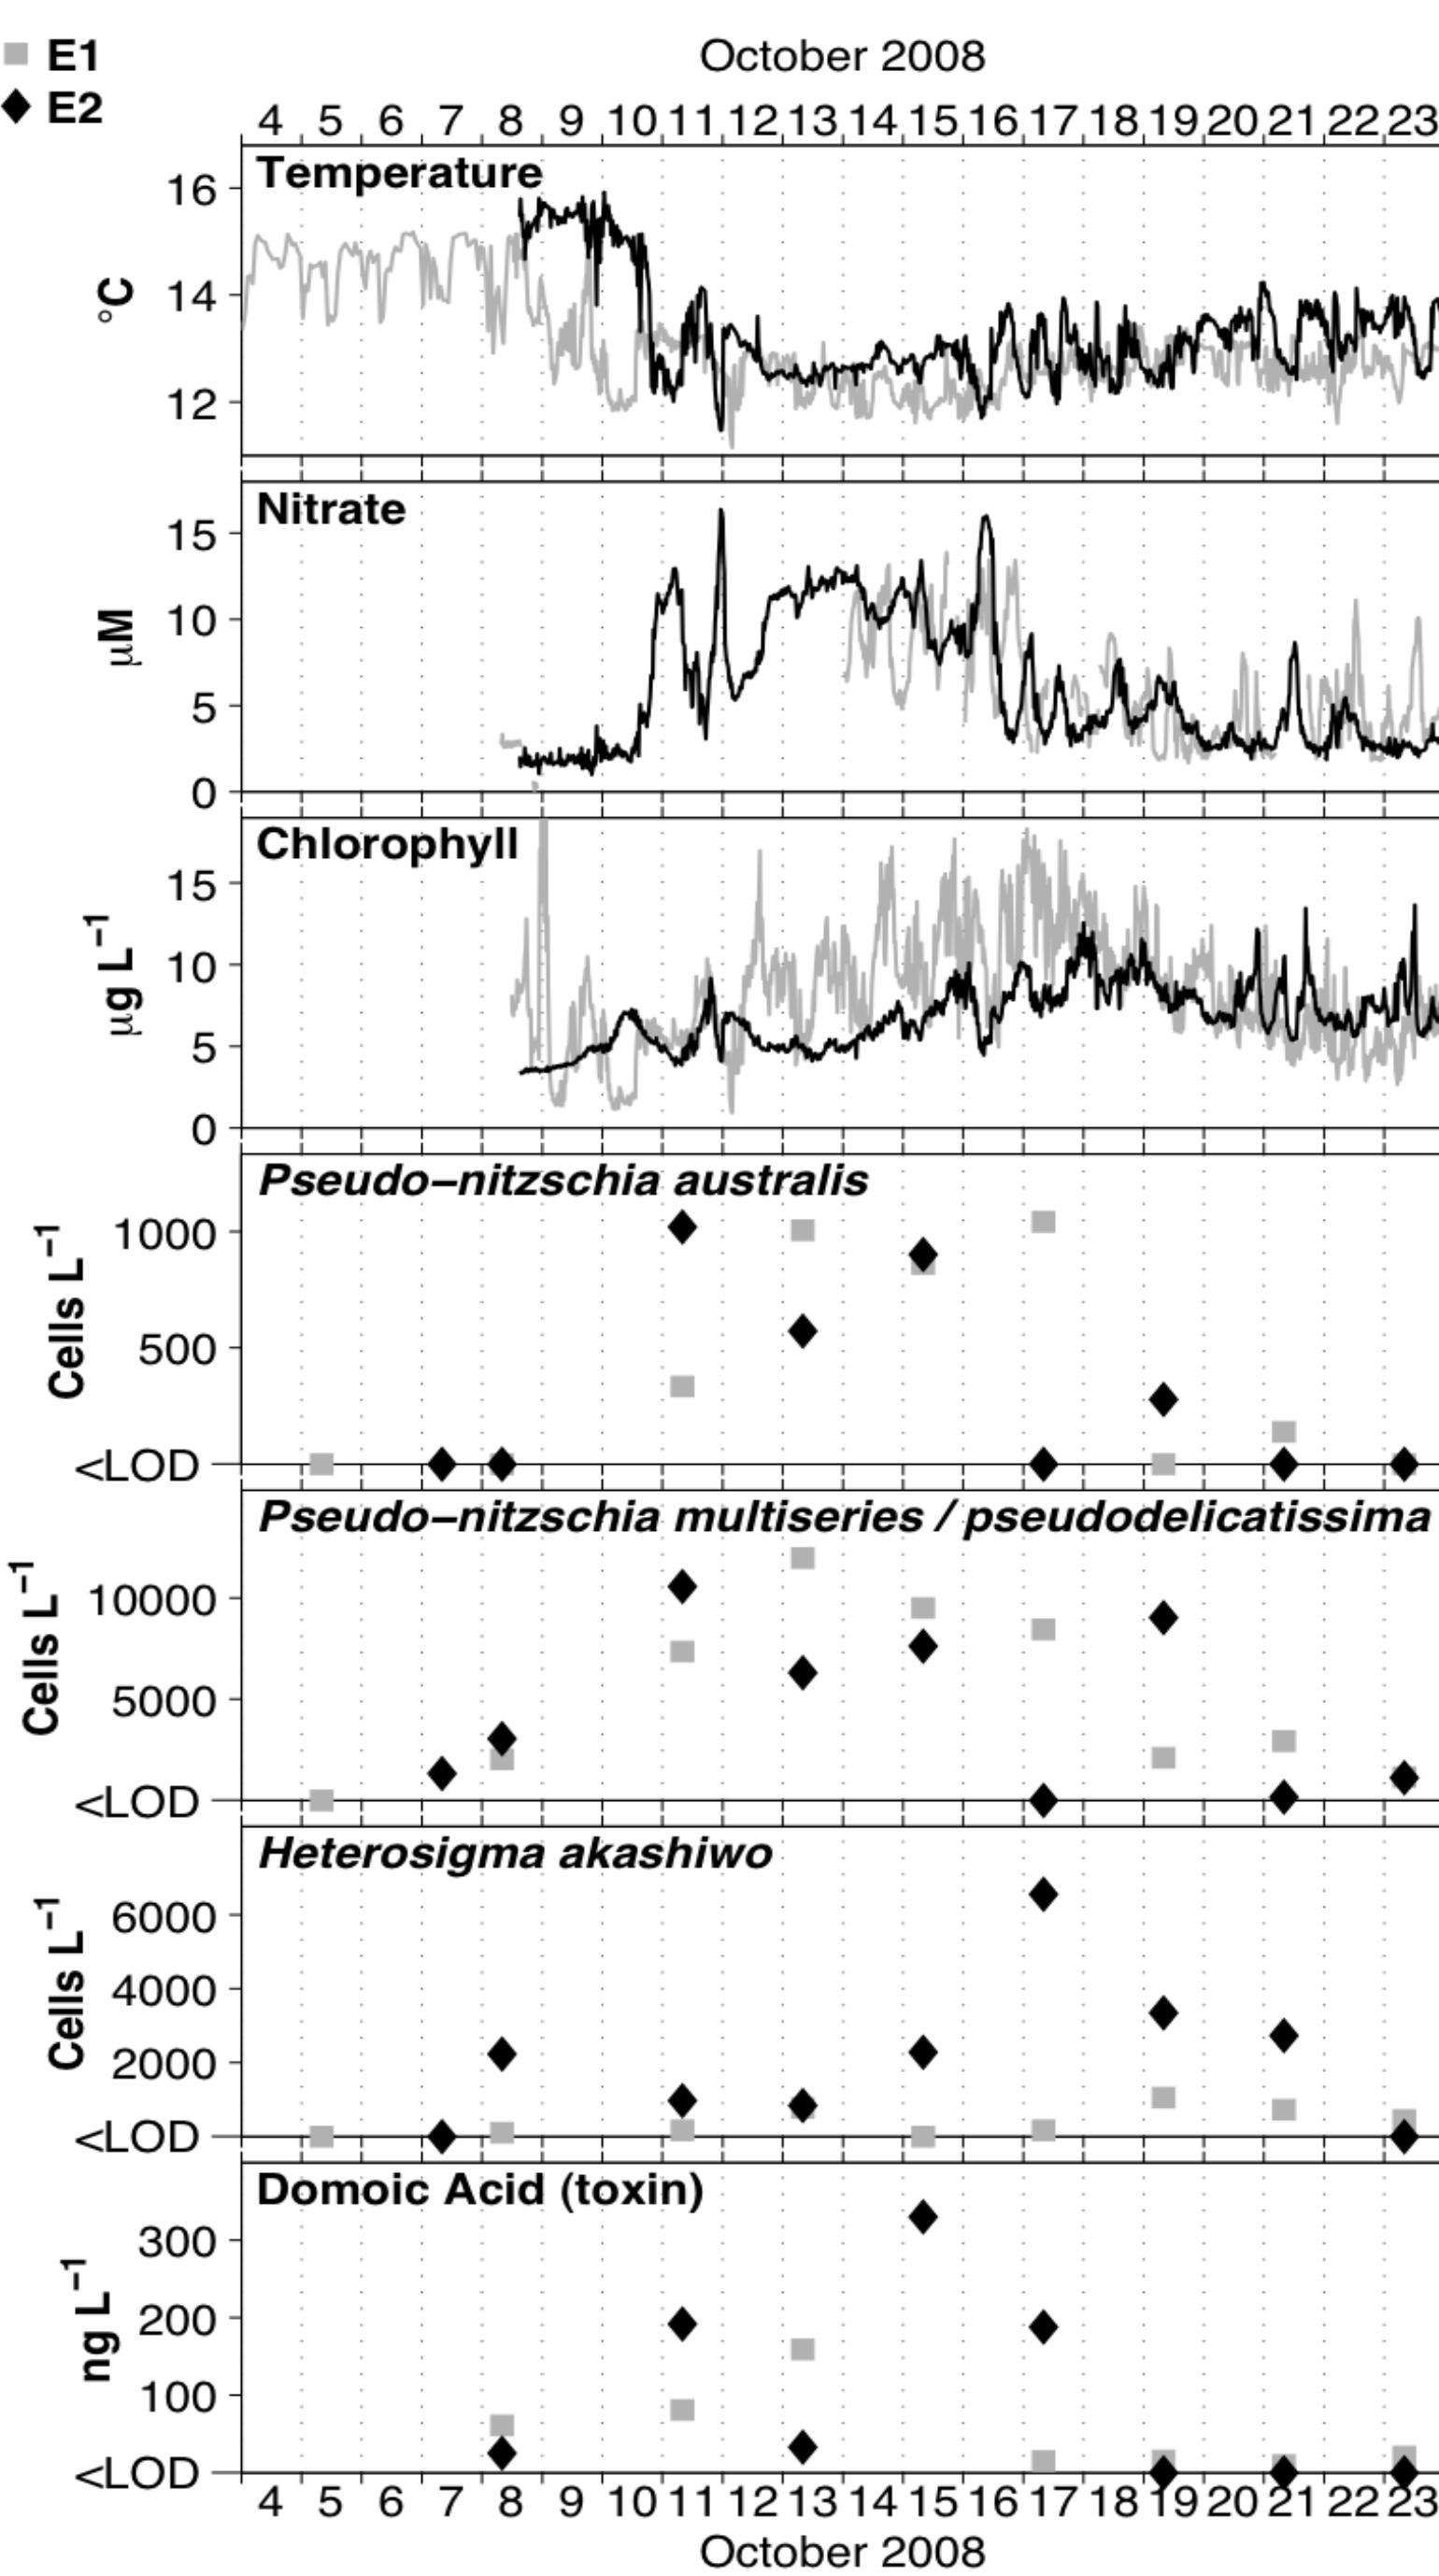 E1
E2
October 2008
4 5 6 7 8 9 10 11 12 13 14 15 16 17 18 19 20 21 22 23
Temperature
°C
16
14
12
Nitrate
µM
15
10
5
0
Chlorophyll
µg L⁻¹
15
10
5
0
Pseudo–nitzschia australis
Cells L⁻¹
1000
500
<LOD
Pseudo–nitzschia multiseries / pseudodelicatissima
Cells L⁻¹
10000
5000
<LOD
Heterosigma akashiwo
Cells L⁻¹
6000
4000
2000
<LOD
Domoic Acid (toxin)
ng L⁻¹
300
200
100
<LOD
4 5 6 7 8 9 10 11 12 13 14 15 16 17 18 19 20 21 22 23
October 2008